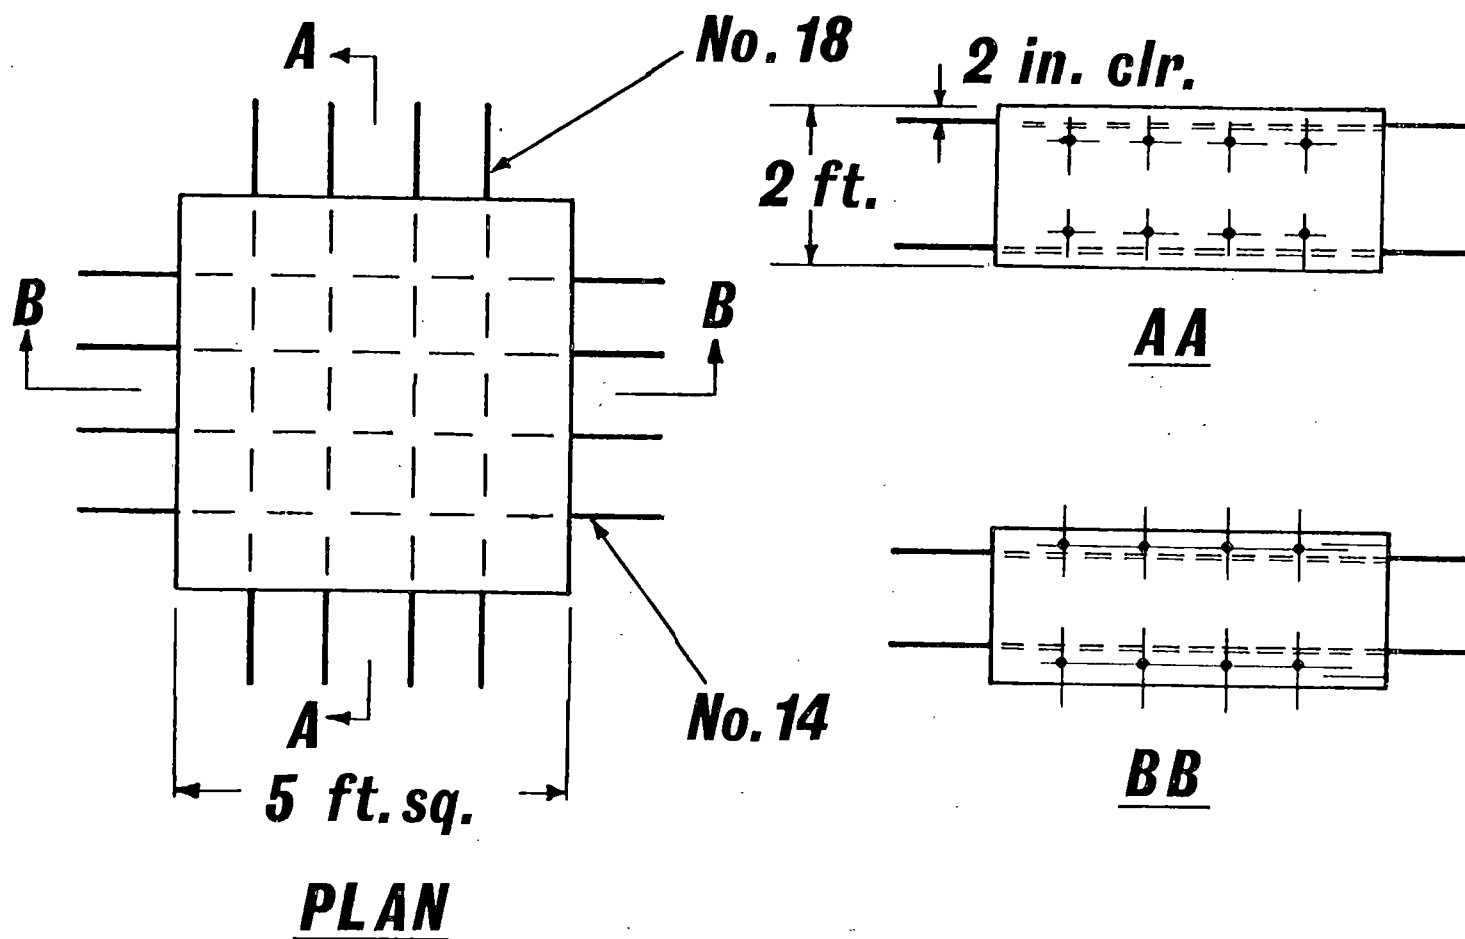 A
No. 18
B
B
No. 14
A
5 ft. sq.
PLAN
2 in. clr.
2 ft.
AA
BB